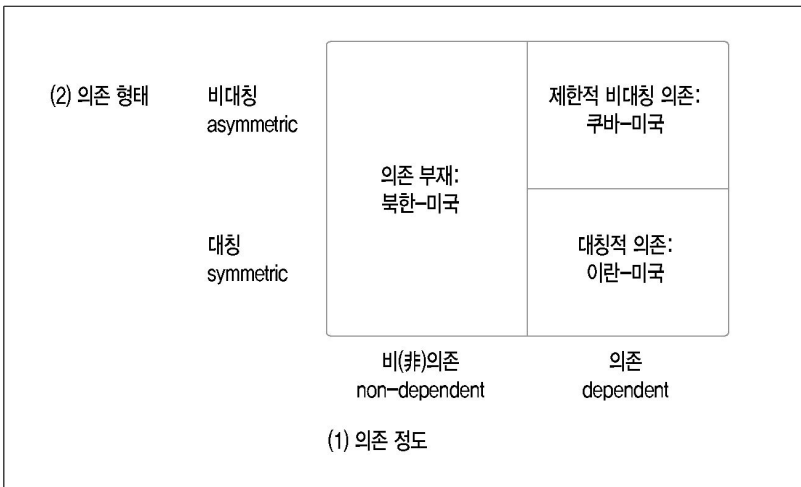 (2) 의존 형태
비대칭
asymmetric
제한적 비대칭 의존:
쿠바-미국
의존 부재:
북한-미국
대칭
symmetric
대칭적 의존:
이란-미국
비(非)의존
non-dependent
의존
dependent
(1) 의존 정도